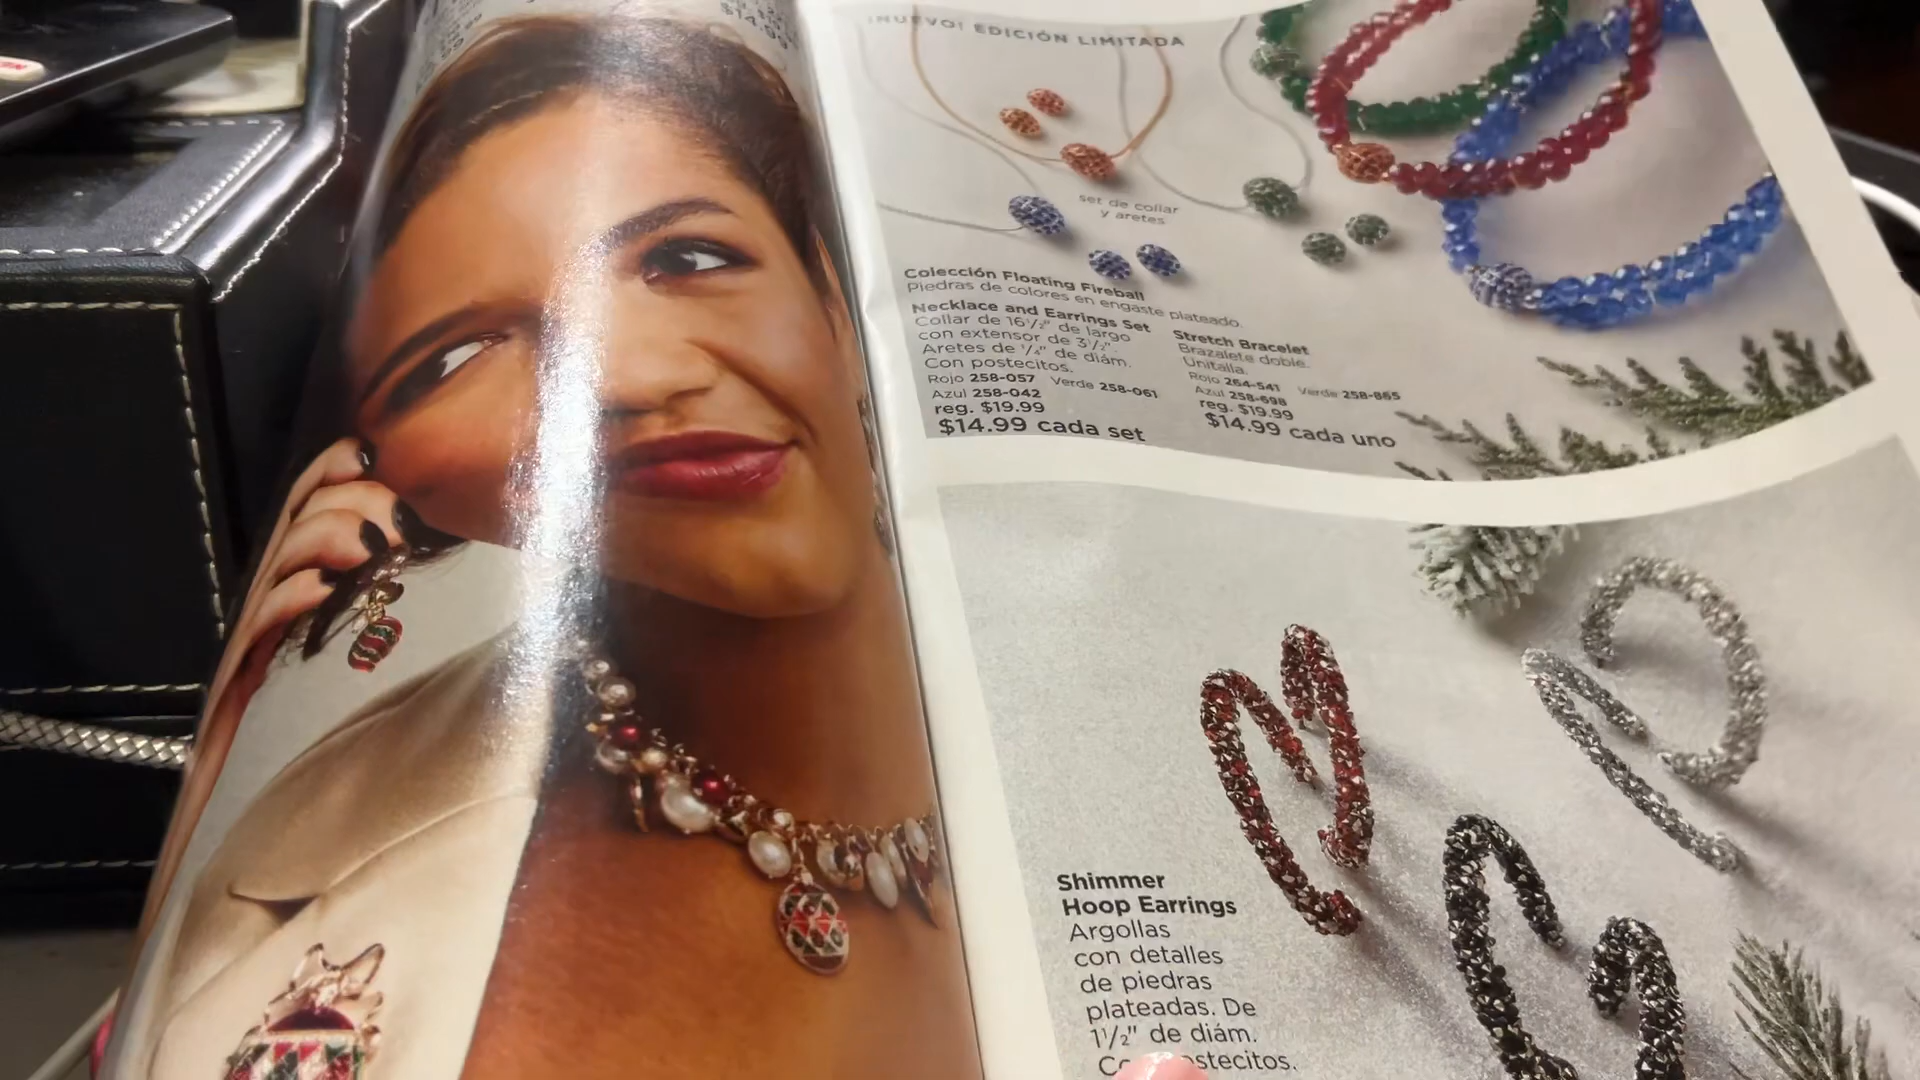 $14.99
¡NUEVO! EDICIÓN LIMITADA
set de collar
y aretes
Colección Floating Fireball
Piedras de colores en engaste plateado.
Necklace and Earrings Set
Collar de 16½" de largo
con extensor de 3½".
Aretes de ¼" de diám.
Con postecitos.
Rojo 258-057 Verde 258-061
Azul 258-042
reg. $19.99
$14.99 cada set
Stretch Bracelet
Brazalete doble.
Unitalla.
Rojo 264-541 Verde 258-865
Azul 258-698
reg. $19.99
$14.99 cada uno
Shimmer
Hoop Earrings
Argollas
con detalles
de piedras
plateadas. De
1½" de diám.